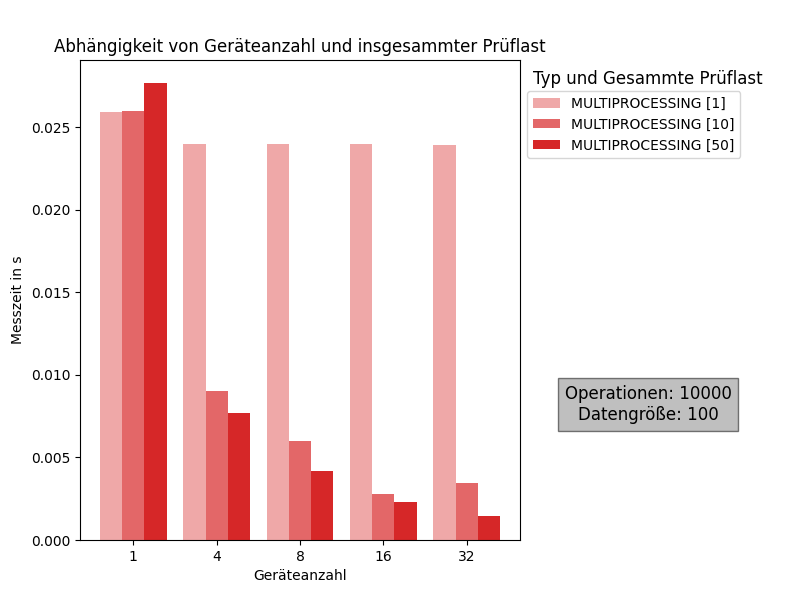 Abhängigkeit von Geräteanzahl und insgesammter Prüflast
Typ und Gesammte Prüflast
MULTIPROCESSING [1]
MULTIPROCESSING [10]
MULTIPROCESSING [50]
Messzeit in s
0.025
0.020
0.015
0.010
0.005
0.000
1 4 8 16 32
Geräteanzahl
Operationen: 10000
Datengröße: 100